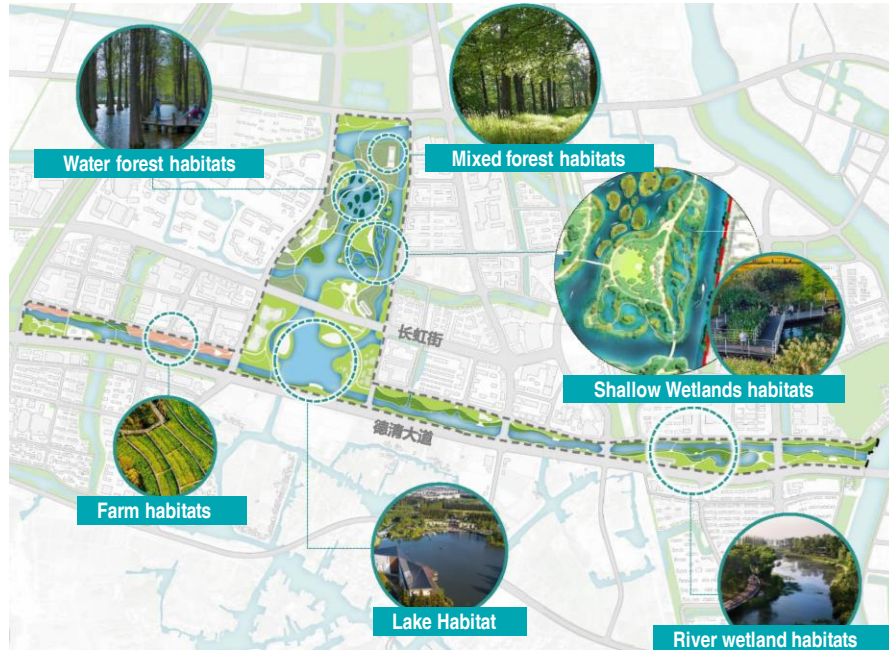 Water forest habitats
Mixed forest habitats
长虹街
Shallow Wetlands habitats
德清大道
Farm habitats
Lake Habitat
River wetland habitats